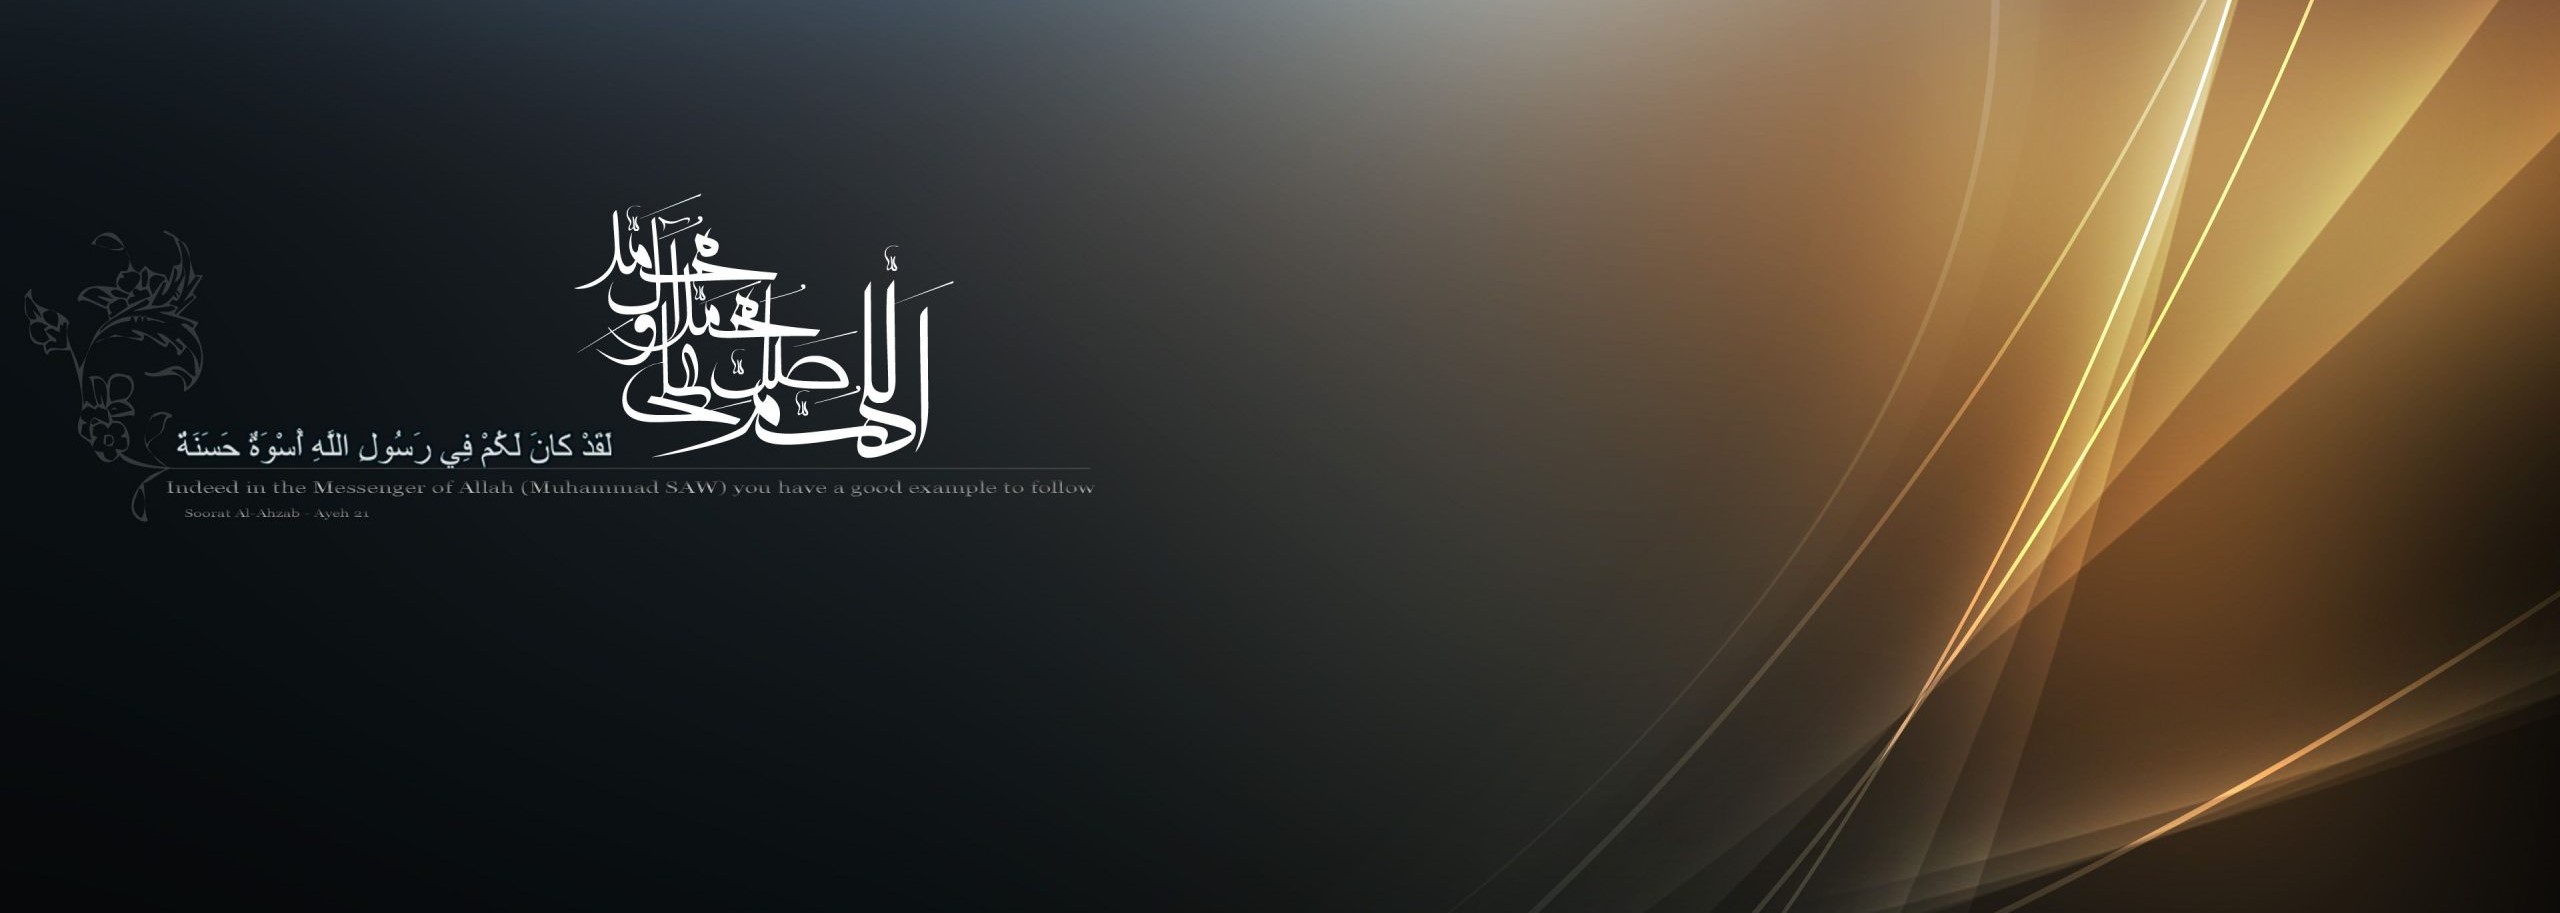 اللهم صل على محمد وآل محمد
لَقَدْ كَانَ لَكُمْ فِي رَسُولِ اللَّهِ أُسْوَةٌ حَسَنَةٌ
Indeed in the Messenger of Allah (Muhammad SAW) you have a good example to follow
Soorat Al-Ahzab - Ayeh 21